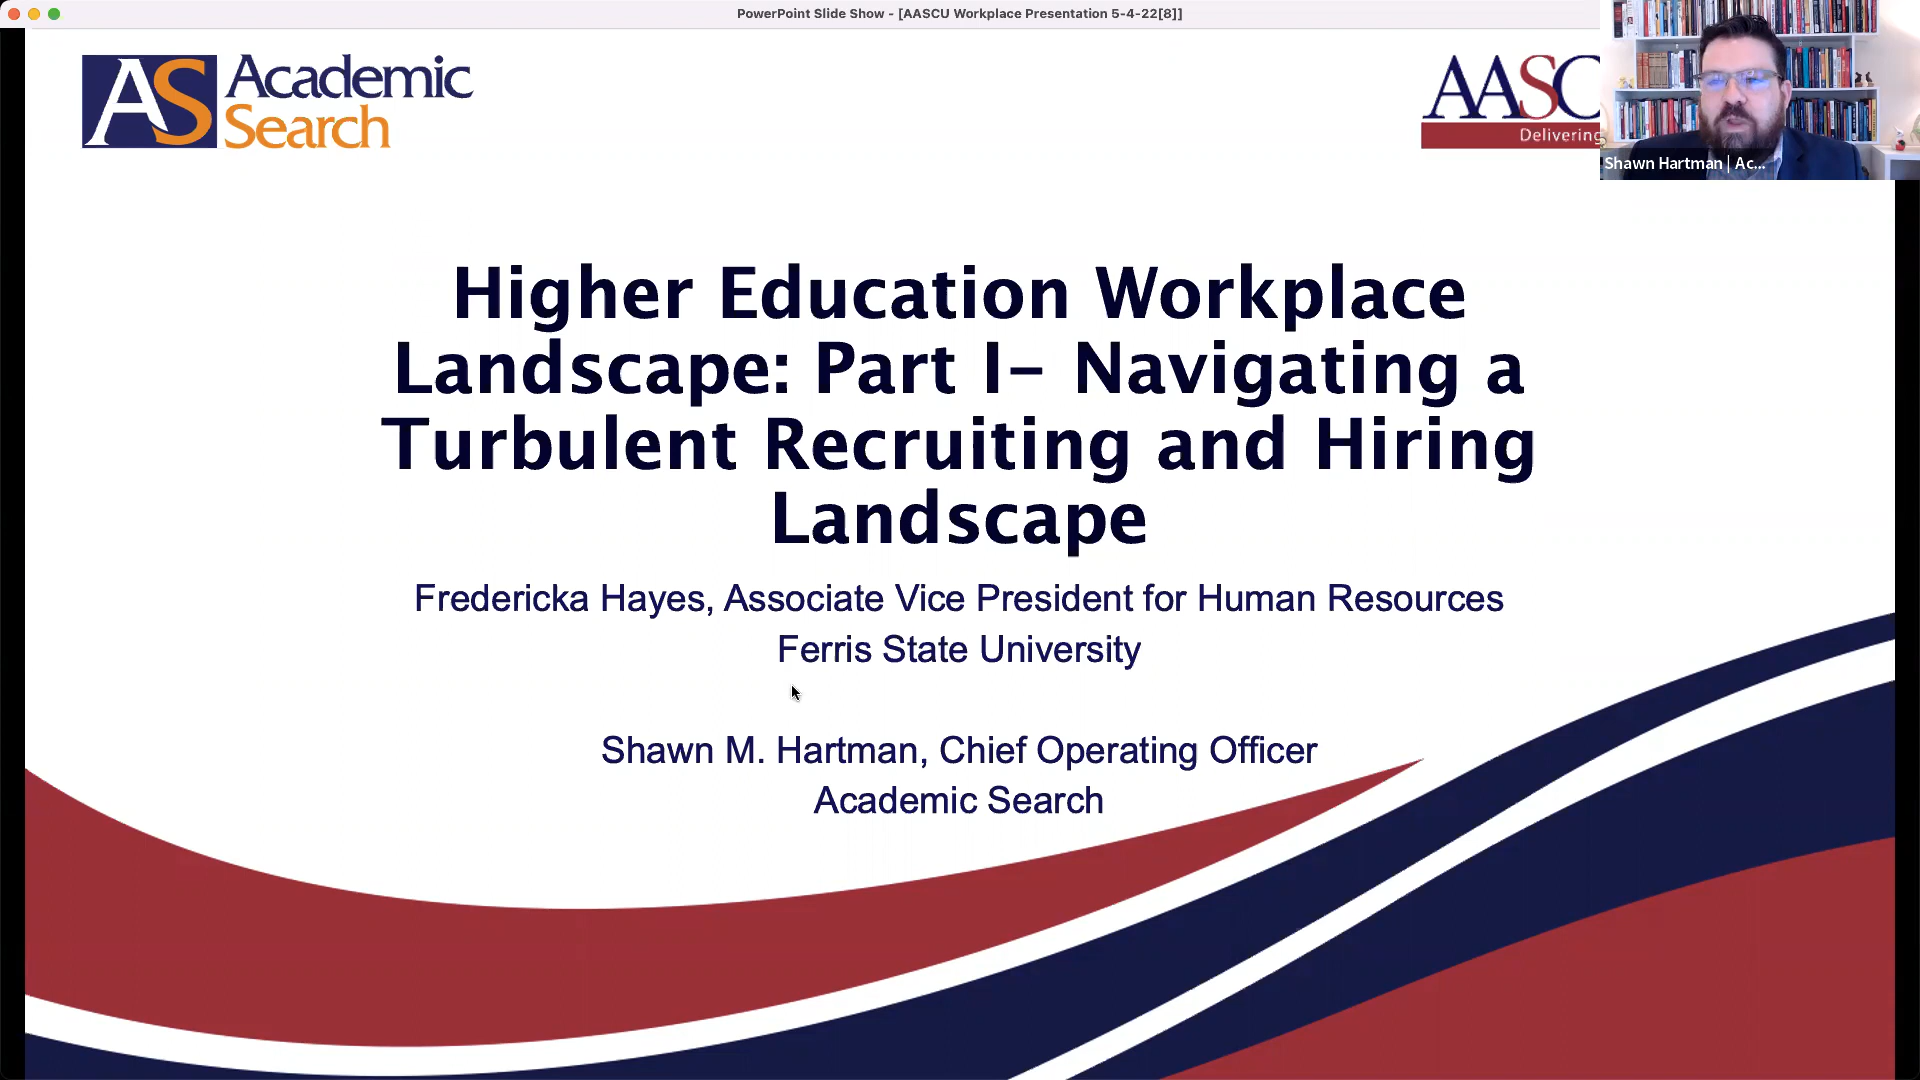 PowerPoint Slide Show - [AASCU Workplace Presentation 5-4-22[8]]
AS Academic
Search
AASC
Delivering
Shawn Hartman | Ac...
Higher Education Workplace
Landscape: Part I– Navigating a
Turbulent Recruiting and Hiring
Landscape
Fredericka Hayes, Associate Vice President for Human Resources
Ferris State University
Shawn M. Hartman, Chief Operating Officer
Academic Search